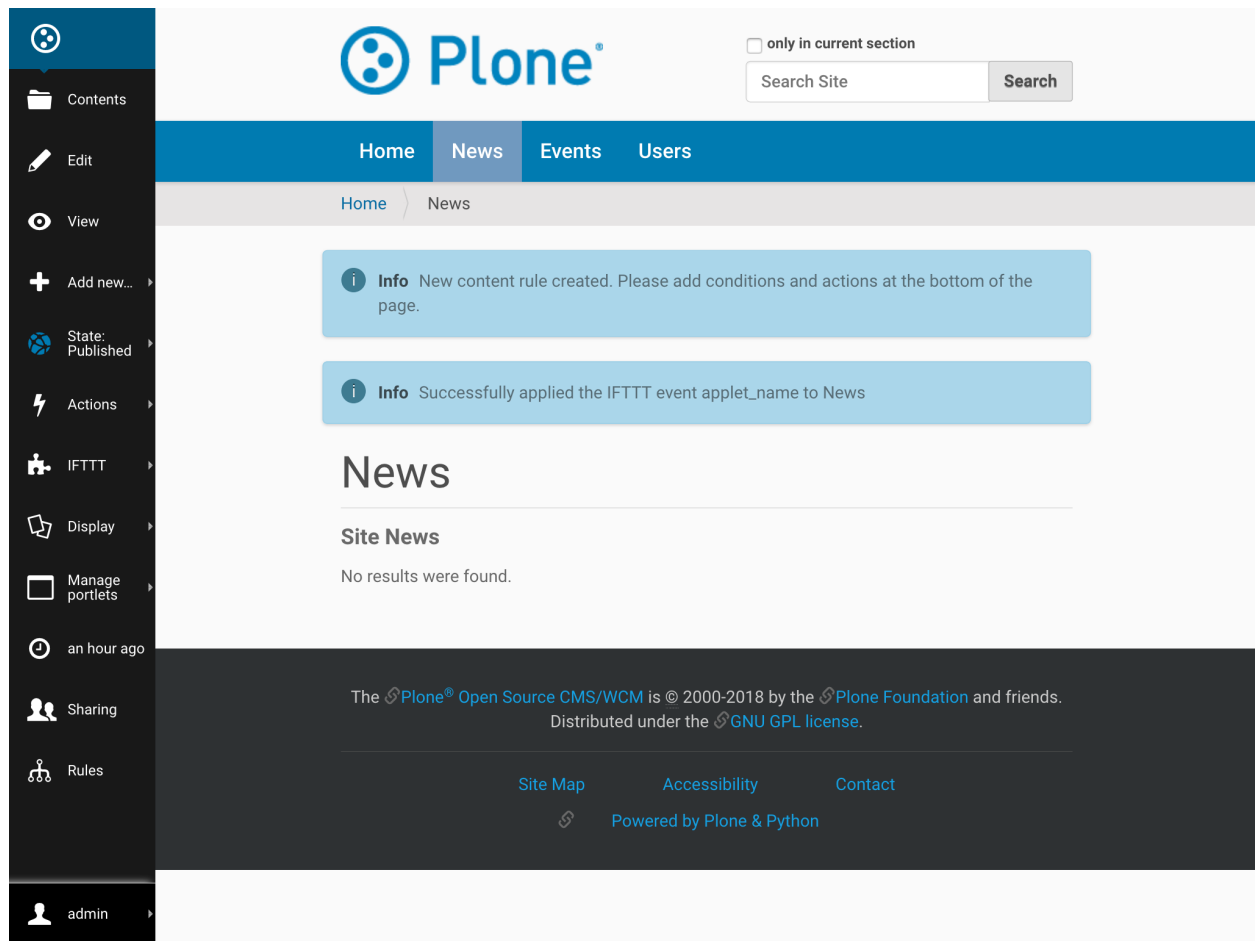 Contents
Edit
View
Add new...
State:
Published
Actions
IFTTT
Display
Manage
portlets
an hour ago
Sharing
Rules
admin
Plone®
only in current section
Search Site
Search
Home
News
Events
Users
Home
News
Info New content rule created. Please add conditions and actions at the bottom of the
page.
Info Successfully applied the IFTTT event applet_name to News
News
Site News
No results were found.
The Plone® Open Source CMS/WCM is © 2000-2018 by the Plone Foundation and friends.
Distributed under the GNU GPL license.
Site Map
Accessibility
Contact
Powered by Plone & Python